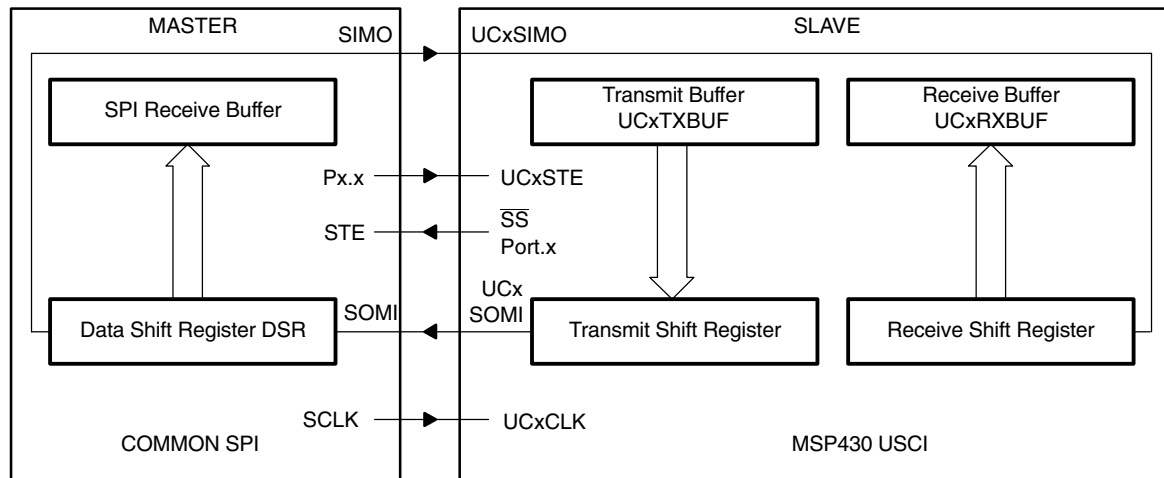 MASTER
SLAVE
SIMO
UCxSIMO
SPI Receive Buffer
Transmit Buffer
UCxTXBUF
Receive Buffer
UCxRXBUF
Px.x
UCxSTE
STE
SS
Port.x
SOMI
UCx
SOMI
Data Shift Register DSR
Transmit Shift Register
Receive Shift Register
SCLK
UCxCLK
COMMON SPI
MSP430 USCI